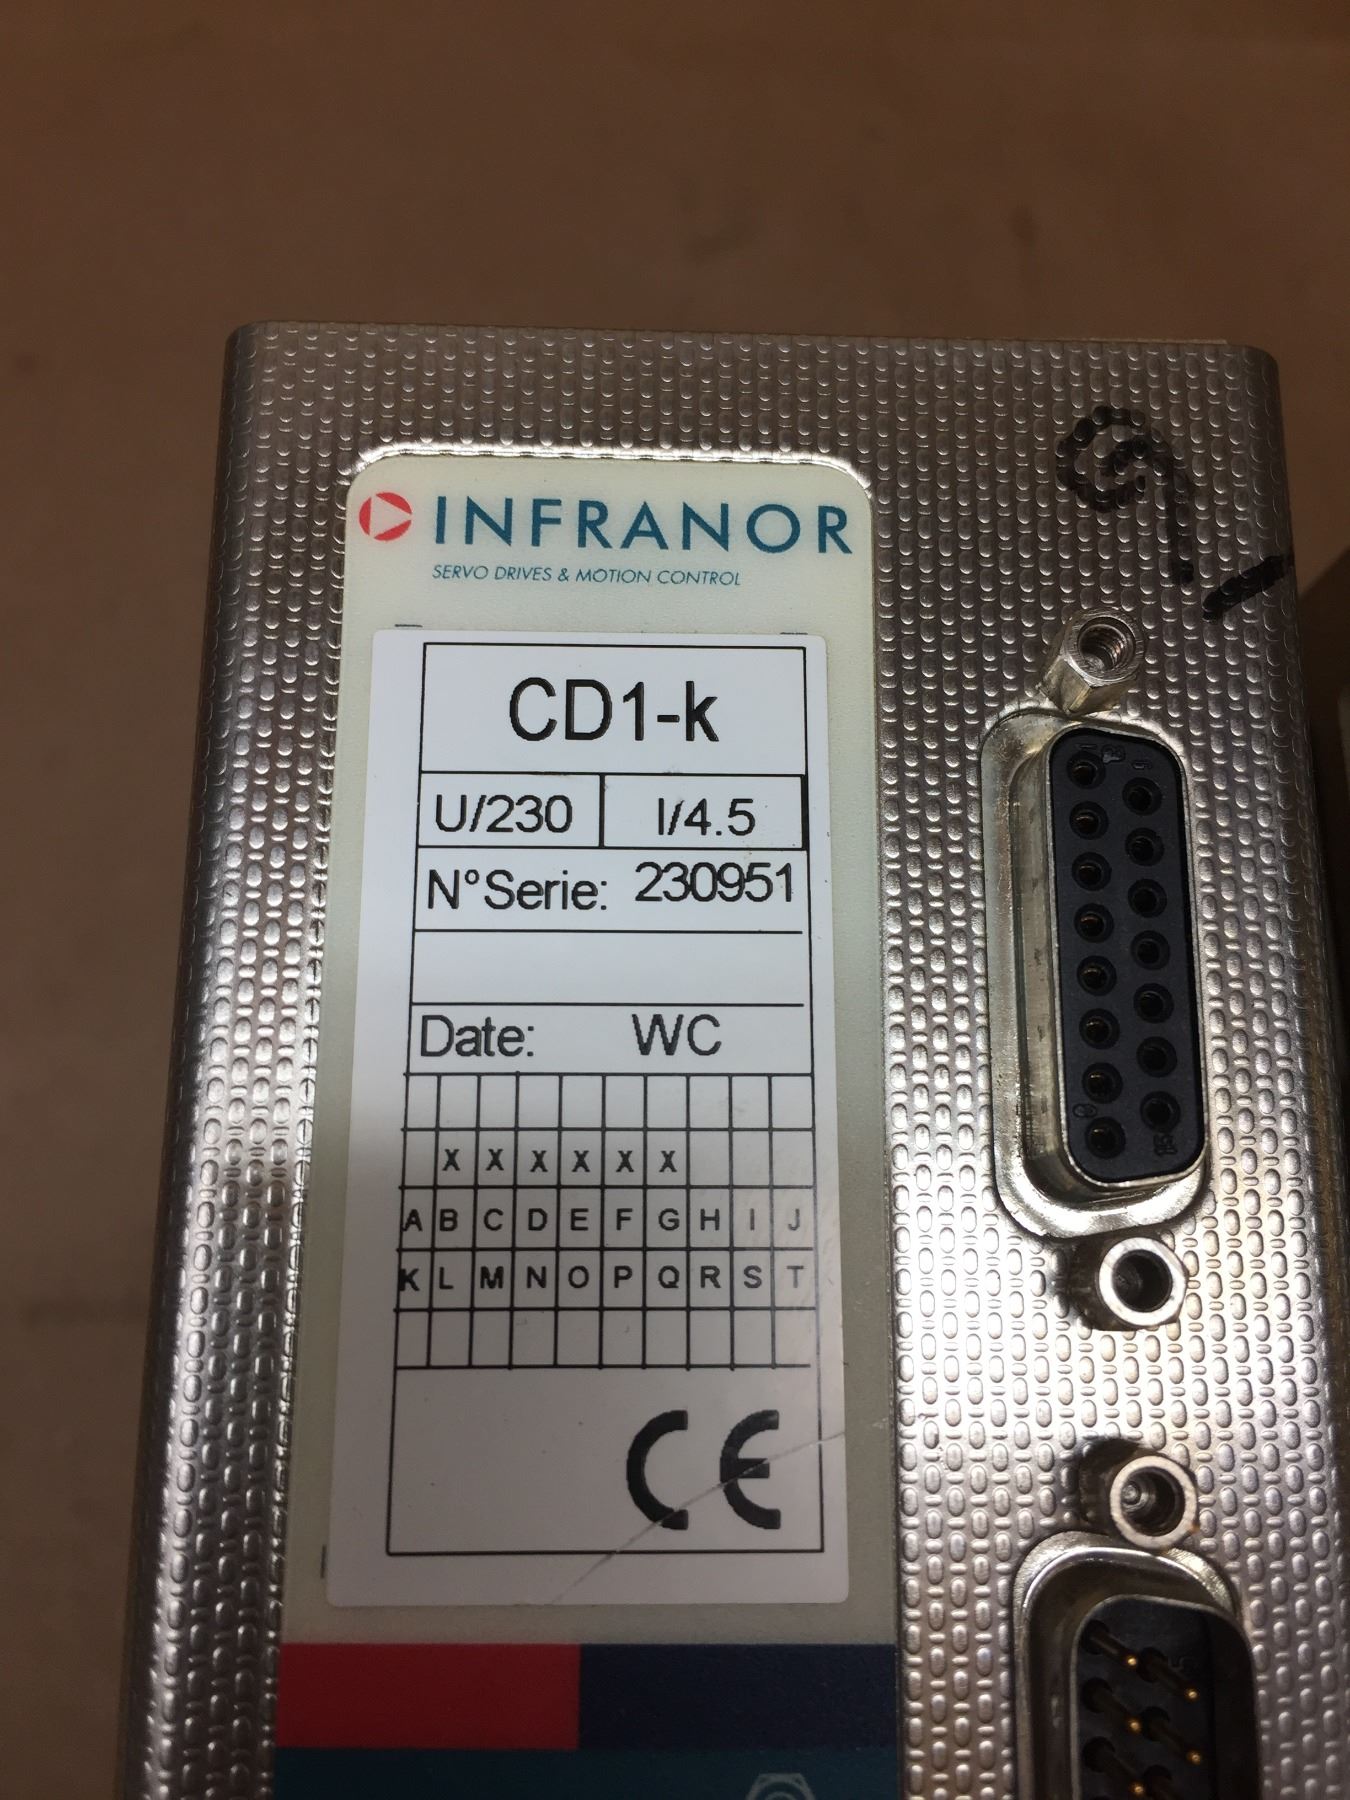 INFRANOR
SERVO DRIVES & MOTION CONTROL
CD1-k
U/230 I/4.5
N°Serie: 230951
Date: WC
X X X X X X
A B C D E F G H I J
K L M N O P Q R S T
CE